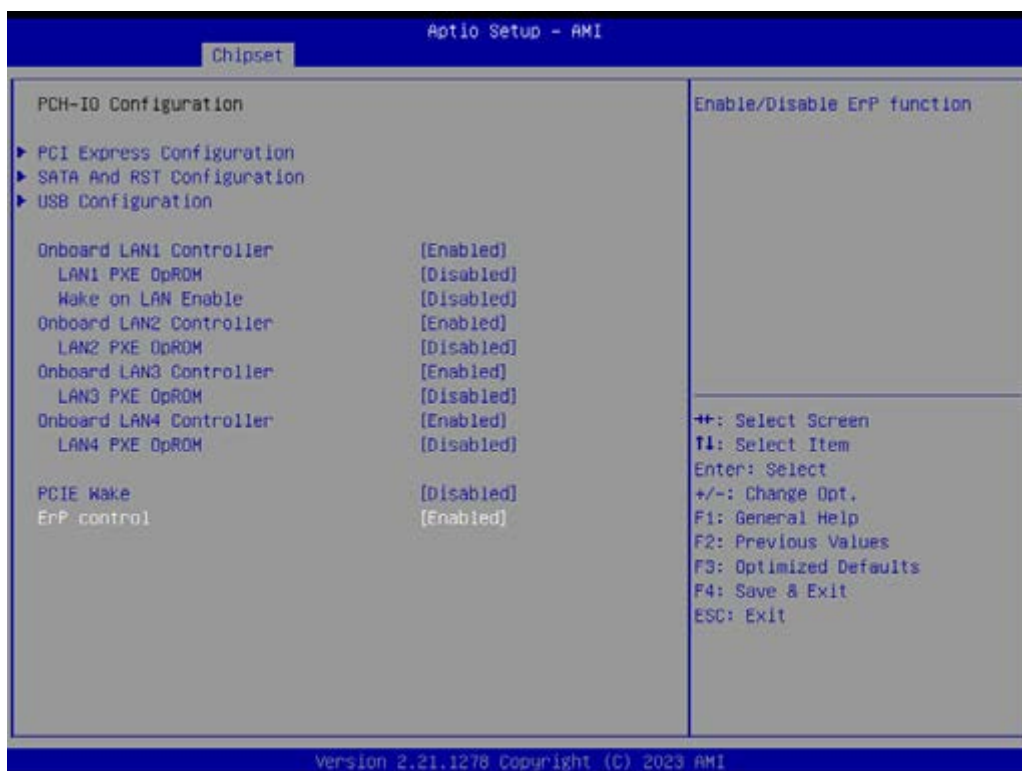 Aptio Setup – AMI
Chipset
PCH-IO Configuration
PCI Express Configuration
SATA And RST Configuration
USB Configuration
Onboard LAN1 Controller [Enabled]
LAN1 PXE OpROM [Disabled]
Wake on LAN Enable [Disabled]
Onboard LAN2 Controller [Enabled]
LAN2 PXE OpROM [Disabled]
Onboard LAN3 Controller [Enabled]
LAN3 PXE OpROM [Disabled]
Onboard LAN4 Controller [Enabled]
LAN4 PXE OpROM [Disabled]
PCIE Wake [Disabled]
ErP control [Enabled]
Enable/Disable ErP function
→←: Select Screen
↑↓: Select Item
Enter: Select
+/-: Change Opt.
F1: General Help
F2: Previous Values
F3: Optimized Defaults
F4: Save & Exit
ESC: Exit
Version 2.21.1278 Copyright (C) 2023 AMI